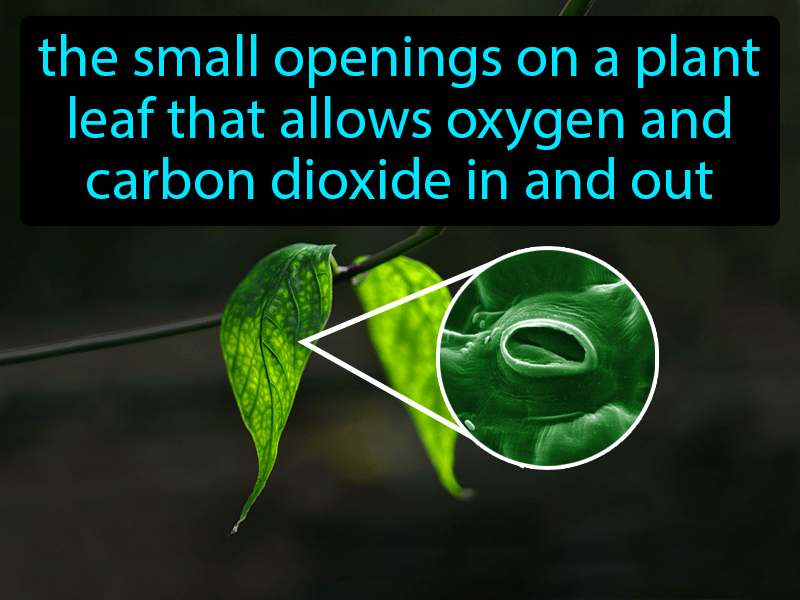 the small openings on a plant
leaf that allows oxygen and
carbon dioxide in and out